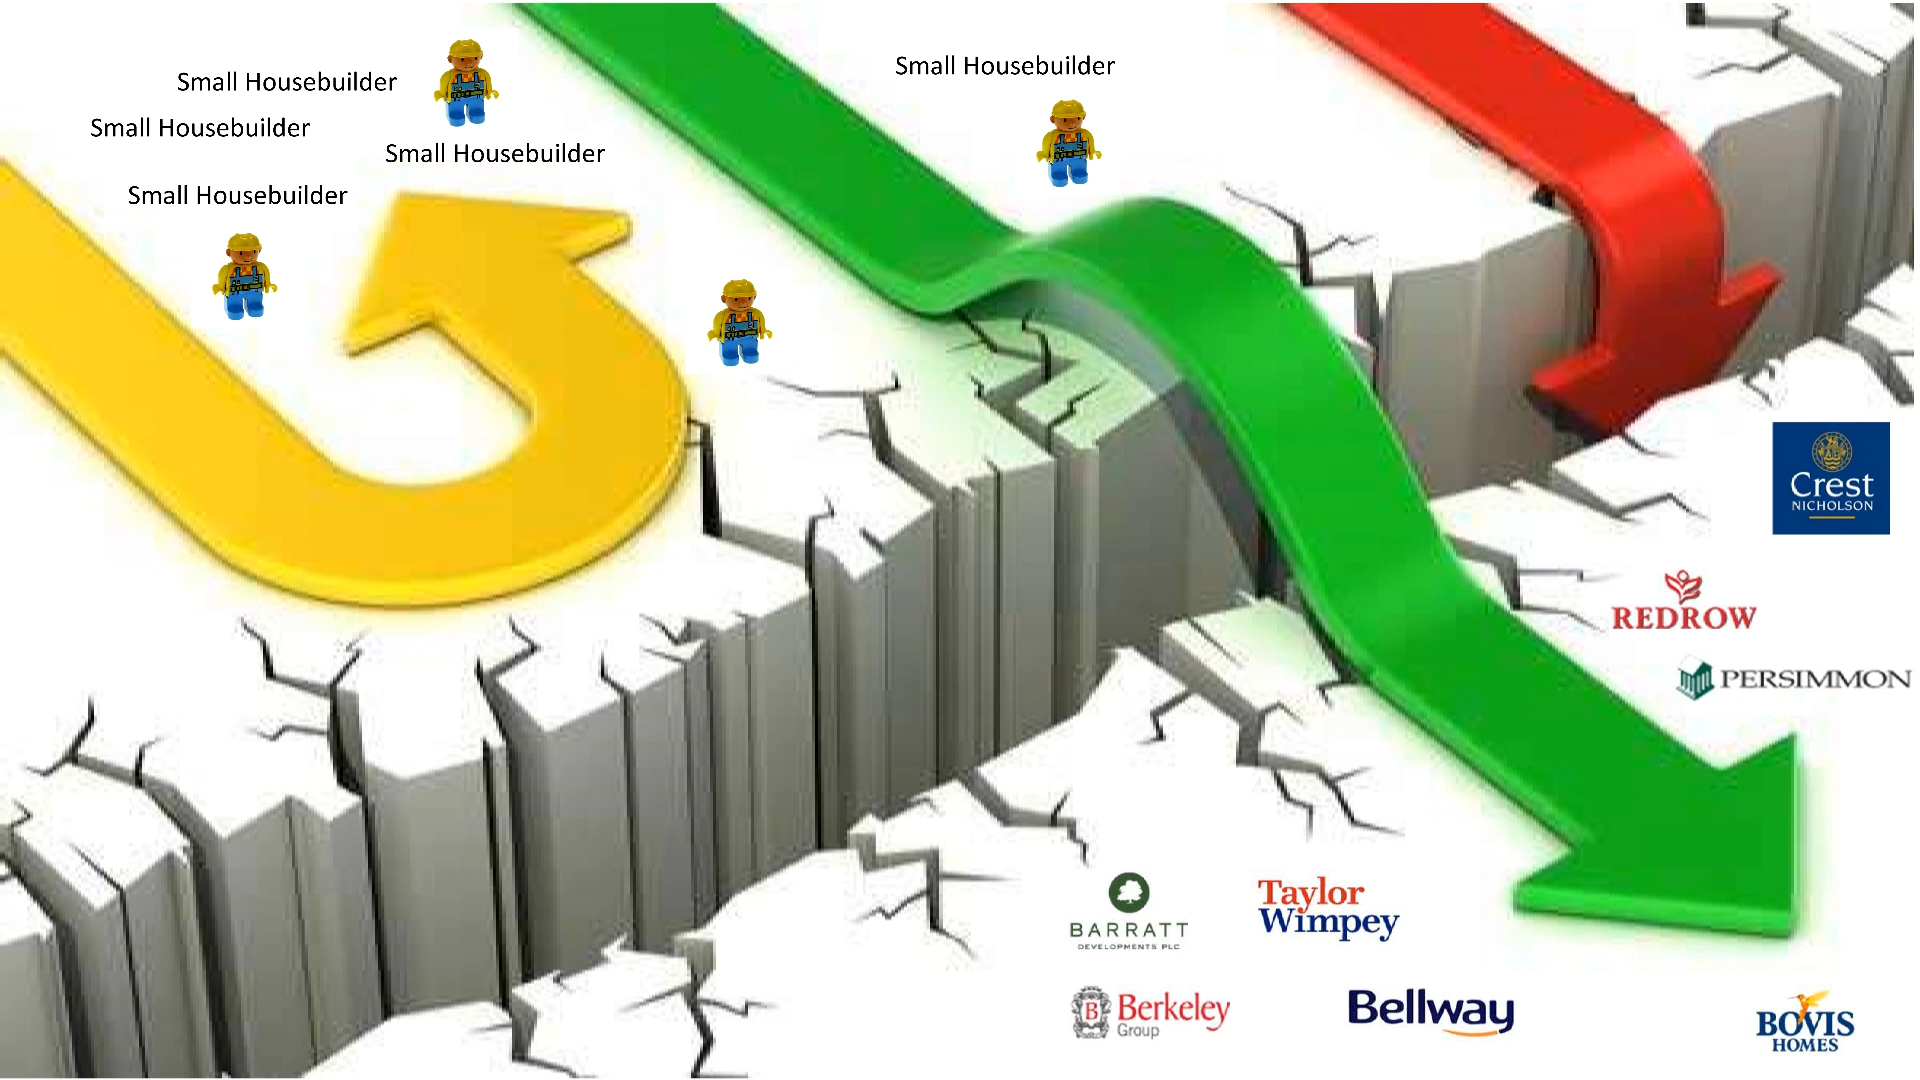 Small Housebuilder
Small Housebuilder
Small Housebuilder
Small Housebuilder
Small Housebuilder
Crest
NICHOLSON
REDROW
PERSIMMON
BARRATT
DEVELOPMENTS PLC
Taylor
Wimpey
B
Berkeley
Group
Bellway
BOVIS
HOMES